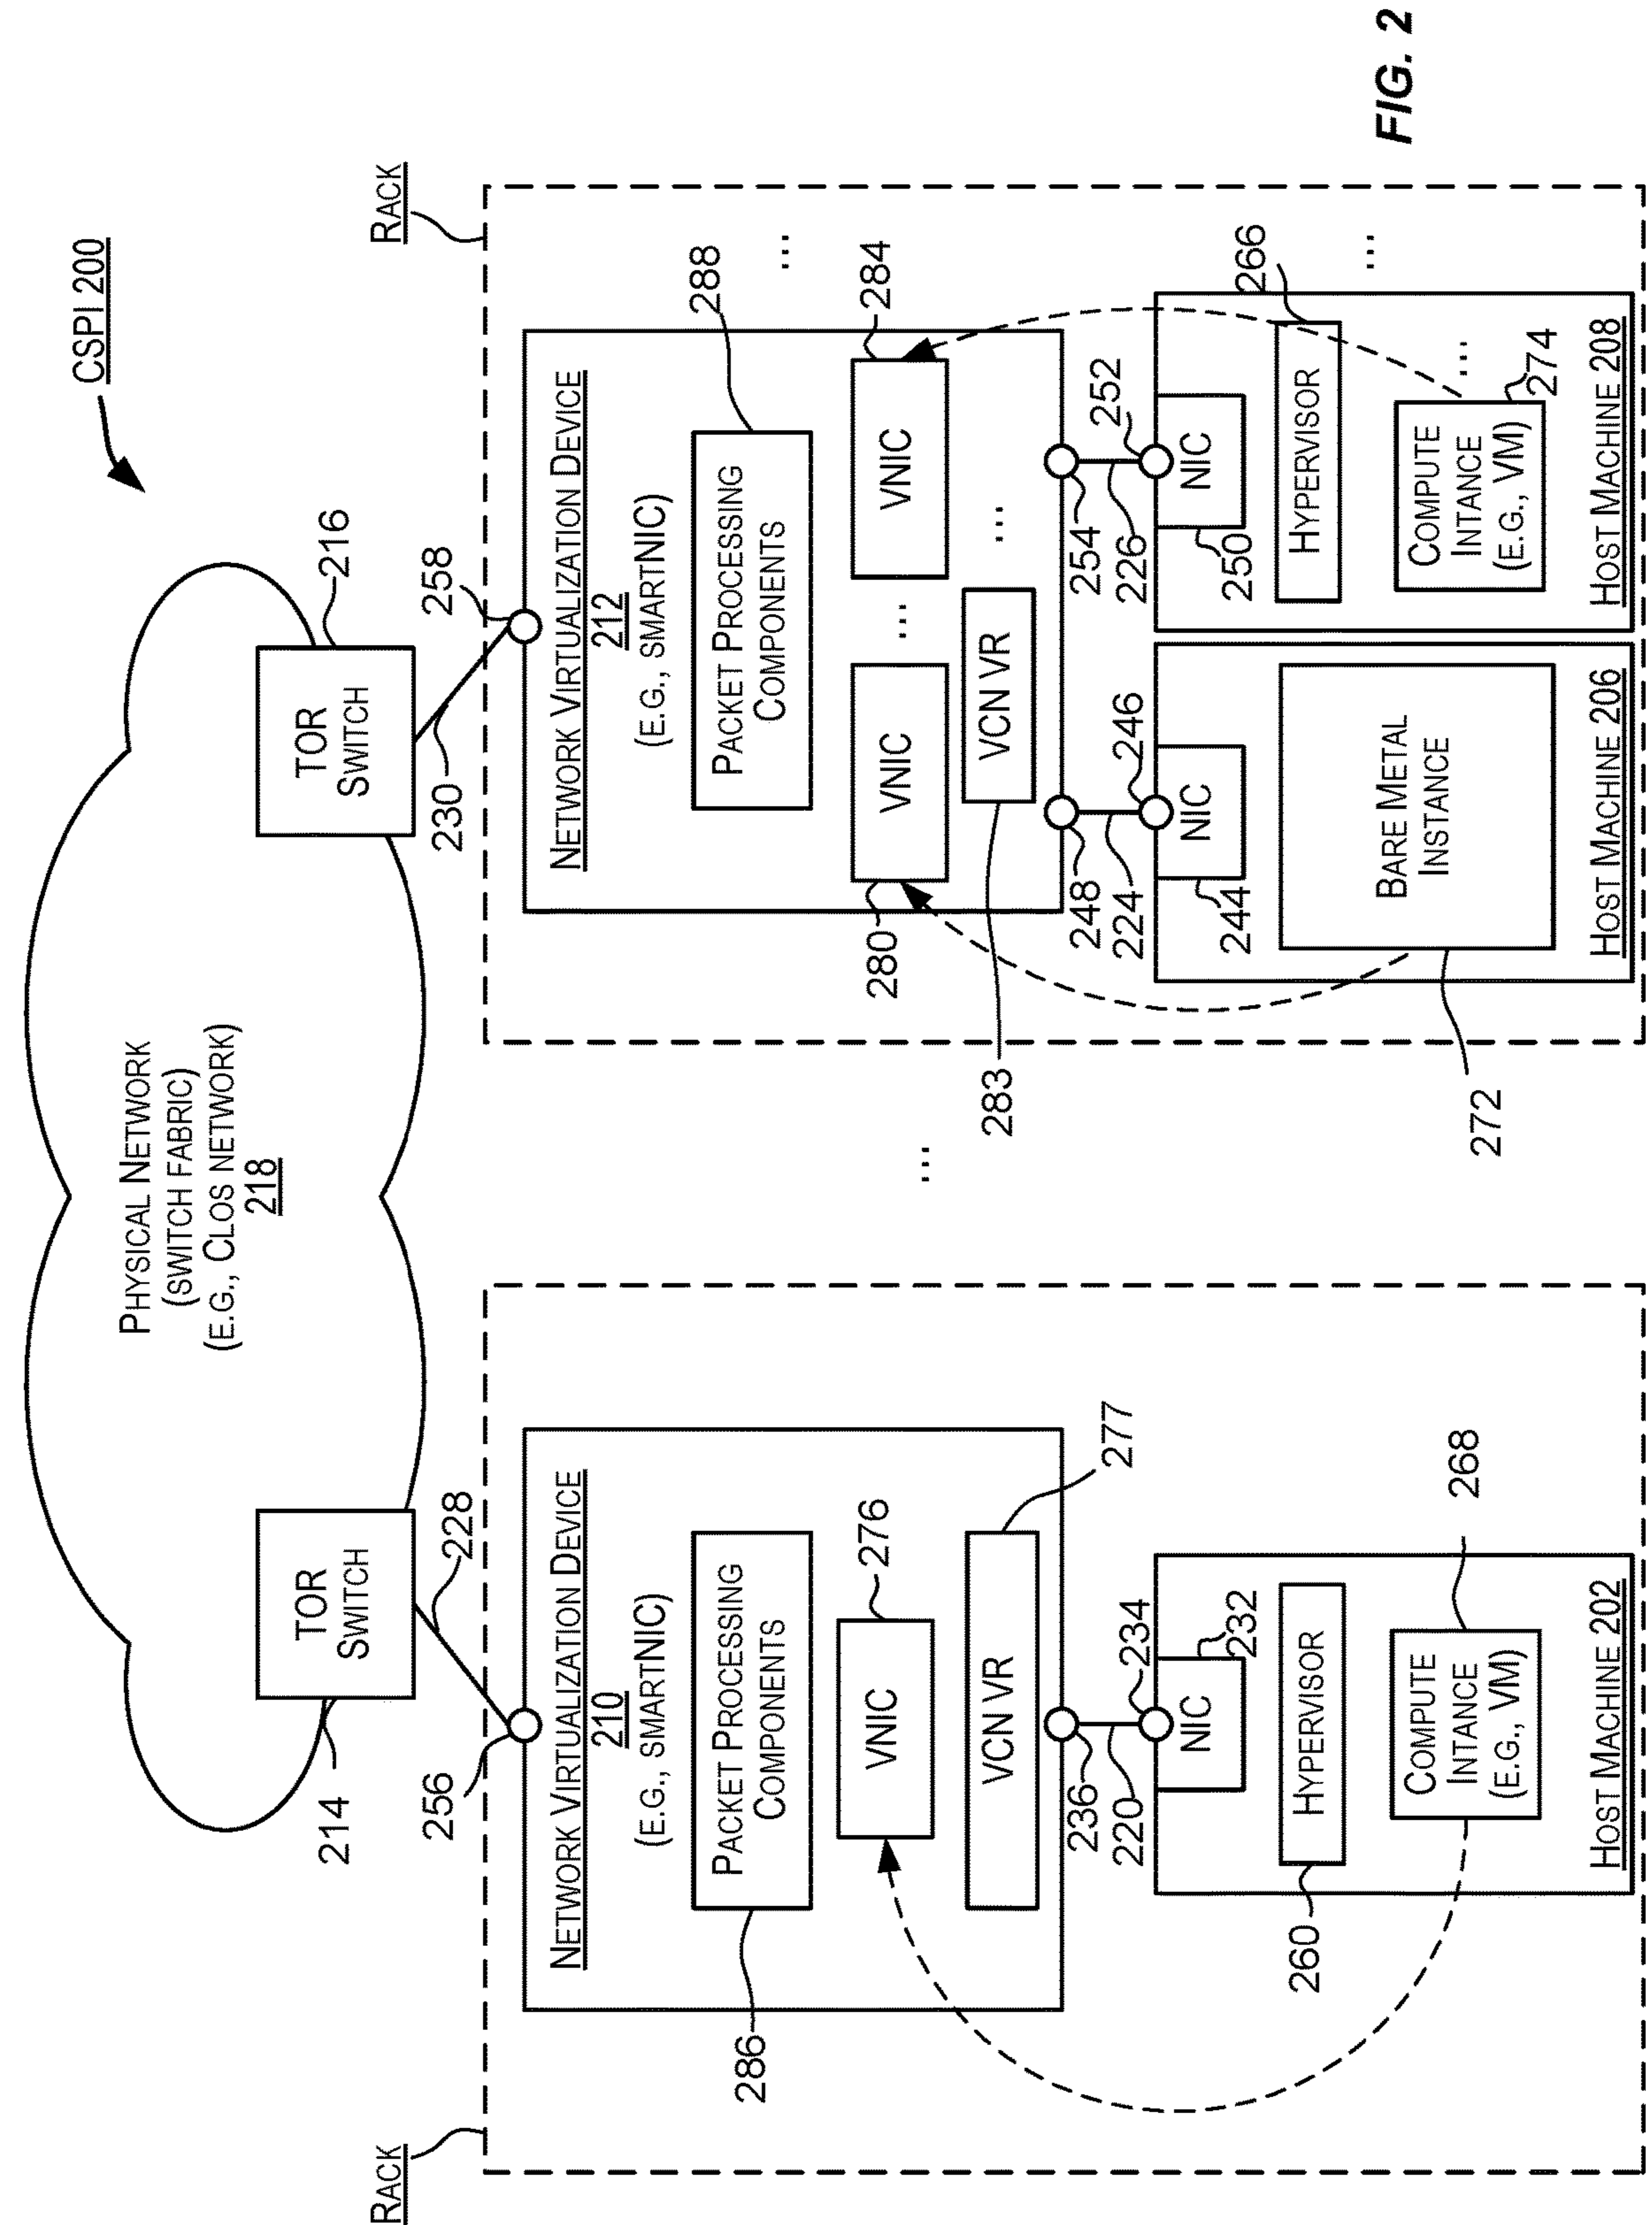 CSPI 200
PHYSICAL NETWORK
(SWITCH FABRIC)
(E.G., CLOS NETWORK)
218
TOR
SWITCH
214
TOR
SWITCH
216
228
230
RACK
RACK
256
258
NETWORK VIRTUALIZATION DEVICE
210
(E.G., SMARTNIC)
PACKET PROCESSING
COMPONENTS
286
VNIC
276
VCN VR
277
236
220
234
NIC
232
HYPERVISOR
260
COMPUTE
INTANCE
(E.G., VM)
268
HOST MACHINE 202
...
NETWORK VIRTUALIZATION DEVICE
212
(E.G., SMARTNIC)
PACKET PROCESSING
COMPONENTS
288
...
VNIC
280
...
VNIC
284
VCN VR
283
...
248
224
246
NIC
244
BARE METAL
INSTANCE
272
HOST MACHINE 206
254
226
252
NIC
250
HYPERVISOR
266
COMPUTE
INTANCE
(E.G., VM)
274
...
HOST MACHINE 208
...
FIG. 2